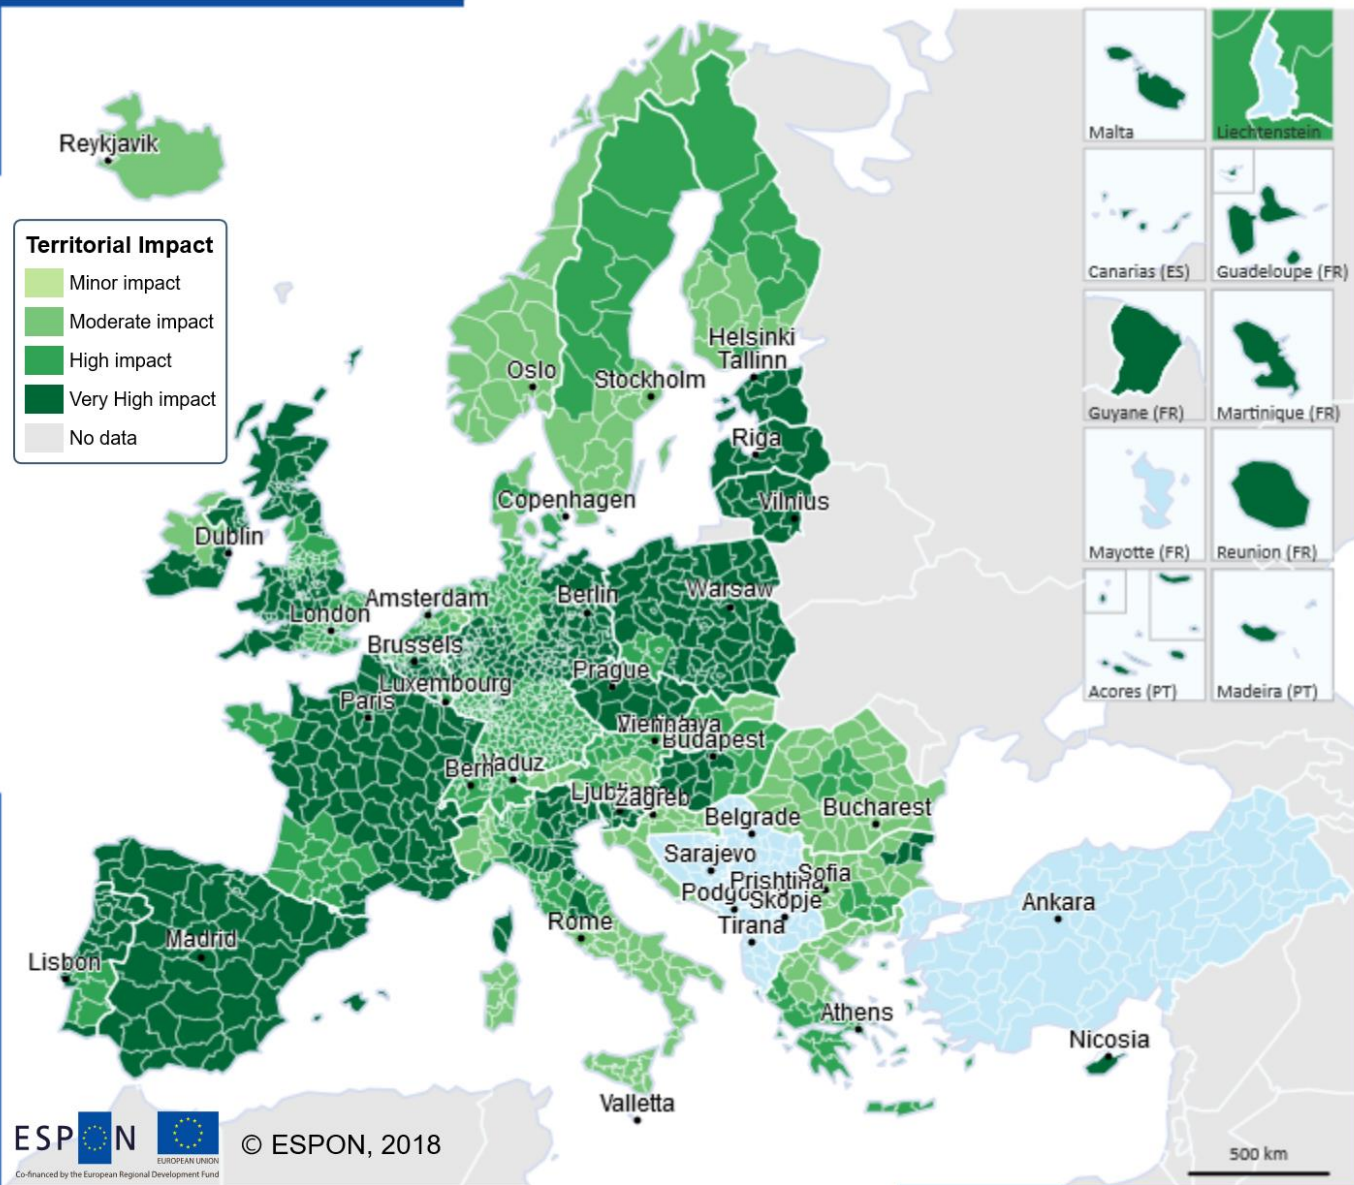 Reykjavik
Territorial Impact
Minor impact
Moderate impact
High impact
Very High impact
No data
Malta
Liechtenstein
Canarias (ES)
Guadeloupe (FR)
Guyane (FR)
Martinique (FR)
Mayotte (FR)
Reunion (FR)
Acores (PT)
Madeira (PT)
Helsinki
Tallinn
Oslo
Stockholm
Riga
Copenhagen
Vilnius
Dublin
Amsterdam
Berlin
Warsaw
London
Brussels
Prague
Luxembourg
Paris
Budapest
Vaduz
Bern
Zagreb
Belgrade
Bucharest
Sarajevo
Sofia
Prishtina
Skopje
Tirana
Ankara
Rome
Madrid
Lisbon
Athens
Nicosia
Valletta
ESPON
EUROPEAN UNION
Co-financed by the European Regional Development Fund
© ESPON, 2018
500 km